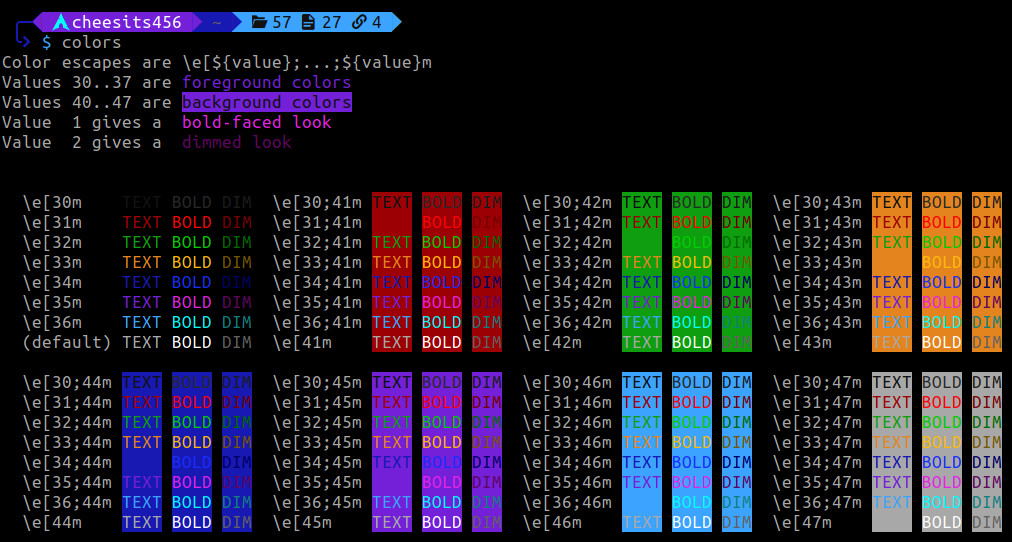 cheesits456 ~ 57 27 4
$ colors
Color escapes are \e[${value};...;${value}m
Values 30..37 are foreground colors
Values 40..47 are background colors
Value 1 gives a bold-faced look
Value 2 gives a dimmed look
\e[30m TEXT BOLD DIM \e[30;41m TEXT BOLD DIM \e[30;42m TEXT BOLD DIM \e[30;43m TEXT BOLD DIM
\e[31m TEXT BOLD DIM \e[31;41m BOLD DIM \e[31;42m TEXT BOLD DIM \e[31;43m TEXT BOLD DIM
\e[32m TEXT BOLD DIM \e[32;41m TEXT BOLD DIM \e[32;42m BOLD DIM \e[32;43m TEXT BOLD DIM
\e[33m TEXT BOLD DIM \e[33;41m TEXT BOLD DIM \e[33;42m TEXT BOLD DIM \e[33;43m BOLD DIM
\e[34m TEXT BOLD DIM \e[34;41m TEXT BOLD DIM \e[34;42m TEXT BOLD DIM \e[34;43m TEXT BOLD DIM
\e[35m TEXT BOLD DIM \e[35;41m TEXT BOLD DIM \e[35;42m TEXT BOLD DIM \e[35;43m TEXT BOLD DIM
\e[36m TEXT BOLD DIM \e[36;41m TEXT BOLD DIM \e[36;42m TEXT BOLD DIM \e[36;43m TEXT BOLD DIM
(default) TEXT BOLD DIM \e[41m TEXT BOLD DIM \e[42m TEXT BOLD DIM \e[43m TEXT BOLD DIM
\e[30;44m TEXT BOLD DIM \e[30;45m TEXT BOLD DIM \e[30;46m TEXT BOLD DIM \e[30;47m TEXT BOLD DIM
\e[31;44m TEXT BOLD DIM \e[31;45m TEXT BOLD DIM \e[31;46m TEXT BOLD DIM \e[31;47m TEXT BOLD DIM
\e[32;44m TEXT BOLD DIM \e[32;45m TEXT BOLD DIM \e[32;46m TEXT BOLD DIM \e[32;47m TEXT BOLD DIM
\e[33;44m TEXT BOLD DIM \e[33;45m TEXT BOLD DIM \e[33;46m TEXT BOLD DIM \e[33;47m TEXT BOLD DIM
\e[34;44m BOLD DIM \e[34;45m TEXT BOLD DIM \e[34;46m TEXT BOLD DIM \e[34;47m TEXT BOLD DIM
\e[35;44m TEXT BOLD DIM \e[35;45m BOLD DIM \e[35;46m TEXT BOLD DIM \e[35;47m TEXT BOLD DIM
\e[36;44m TEXT BOLD DIM \e[36;45m TEXT BOLD DIM \e[36;46m BOLD DIM \e[36;47m TEXT BOLD DIM
\e[44m TEXT BOLD DIM \e[45m TEXT BOLD DIM \e[46m TEXT BOLD DIM \e[47m BOLD DIM